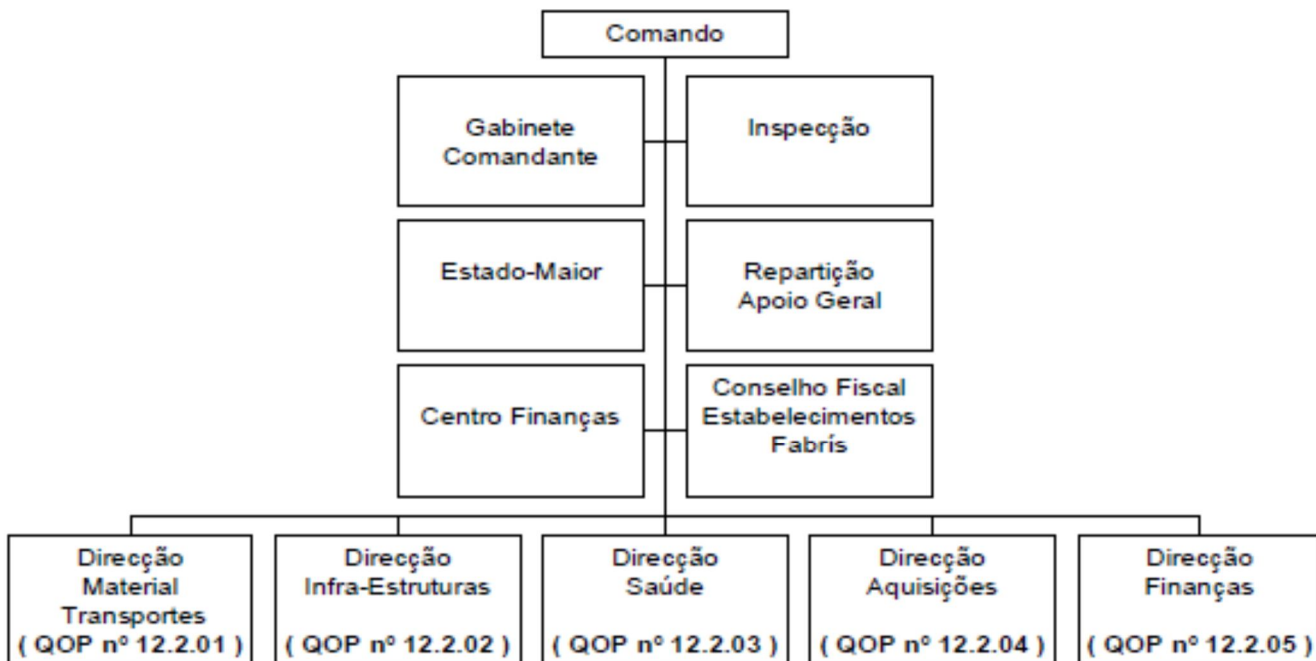 Comando
Gabinete
Comandante
Inspecção
Estado-Maior
Repartição
Apoio Geral
Centro Finanças
Conselho Fiscal
Estabelecimentos
Fabrís
Direcção
Material
Transportes
( QOP nº 12.2.01 )
Direcção
Infra-Estruturas
( QOP nº 12.2.02 )
Direcção
Saúde
( QOP nº 12.2.03 )
Direcção
Aquisições
( QOP nº 12.2.04 )
Direcção
Finanças
( QOP nº 12.2.05 )